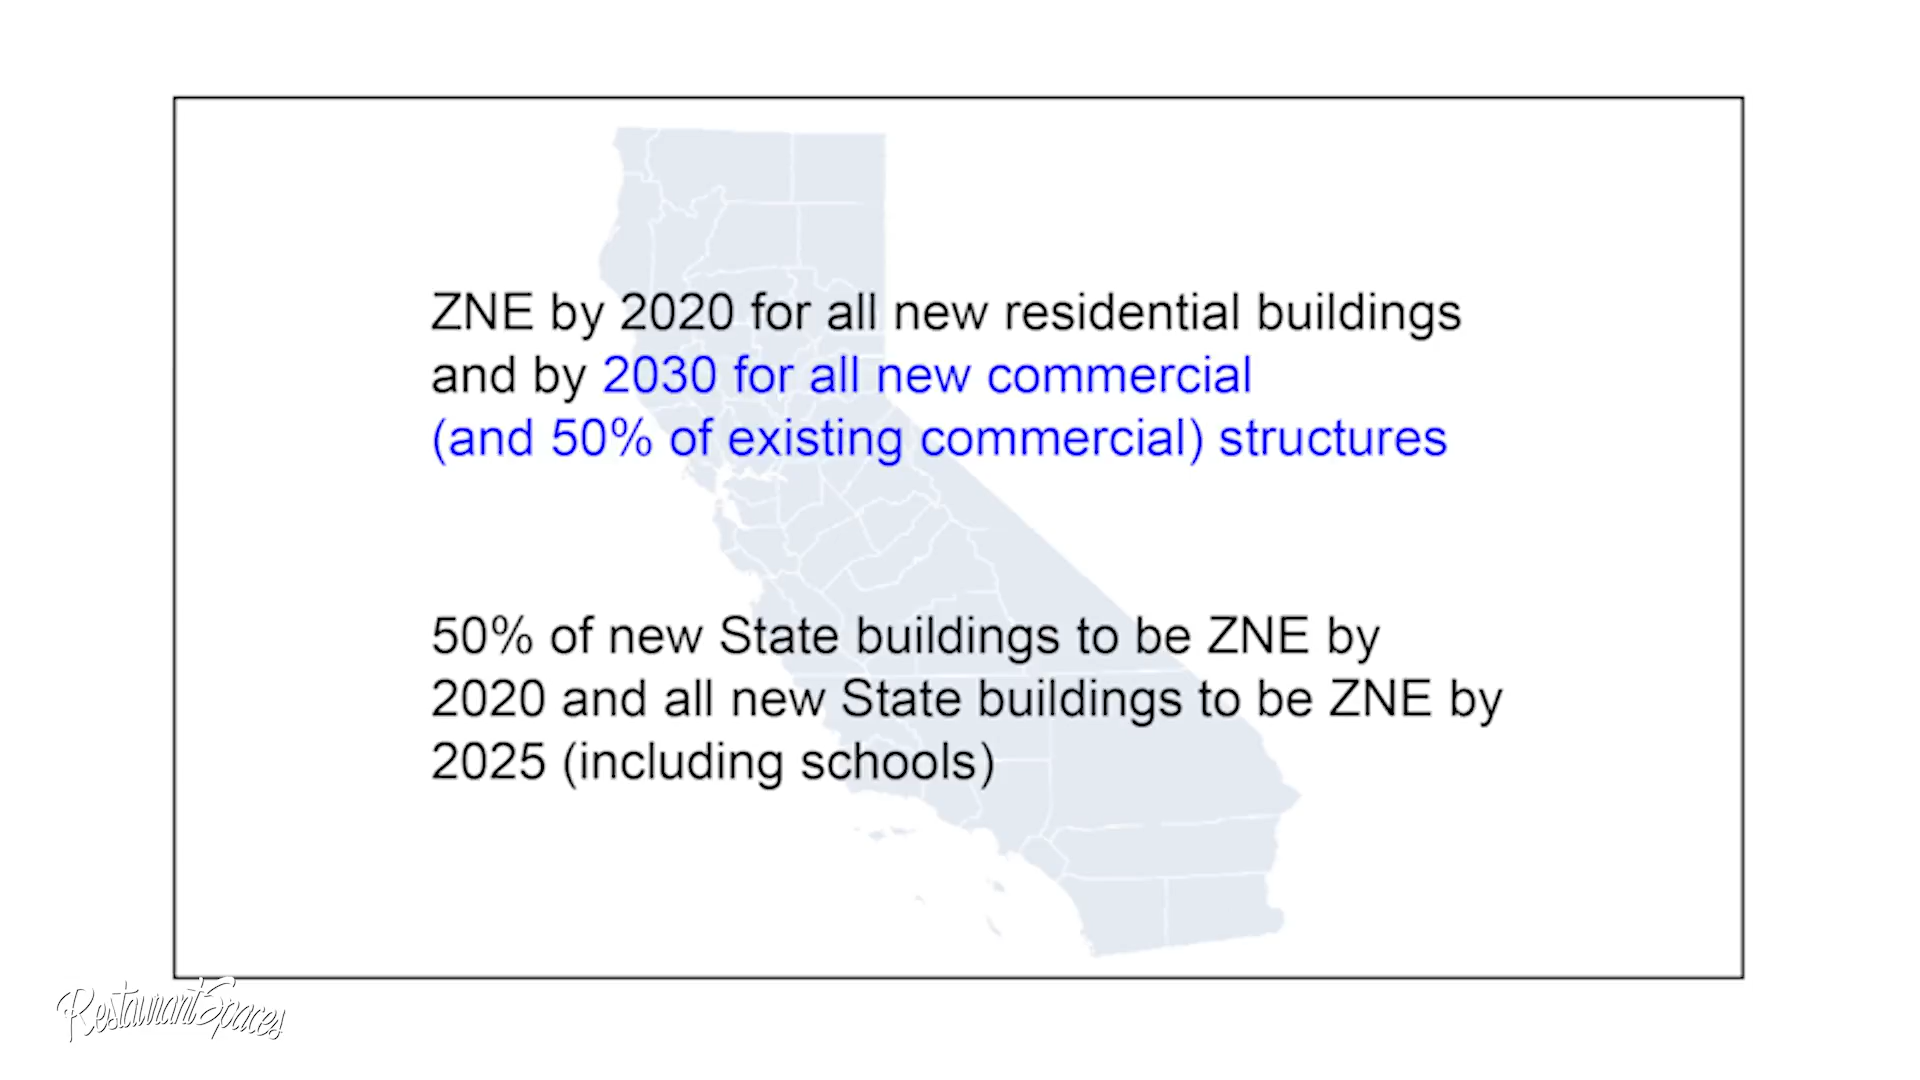 ZNE by 2020 for all new residential buildings
and by 2030 for all new commercial
(and 50% of existing commercial) structures
50% of new State buildings to be ZNE by
2020 and all new State buildings to be ZNE by
2025 (including schools)
RestaurantSpaces